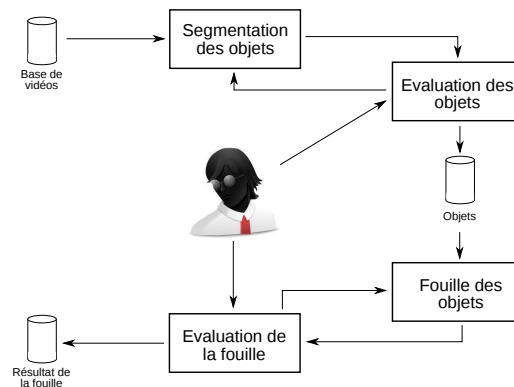 Segmentation
des objets
Base de
vidéos
Evaluation des
objets
Objets
Fouille des
objets
Evaluation de
la fouille
Résultat de
la fouille